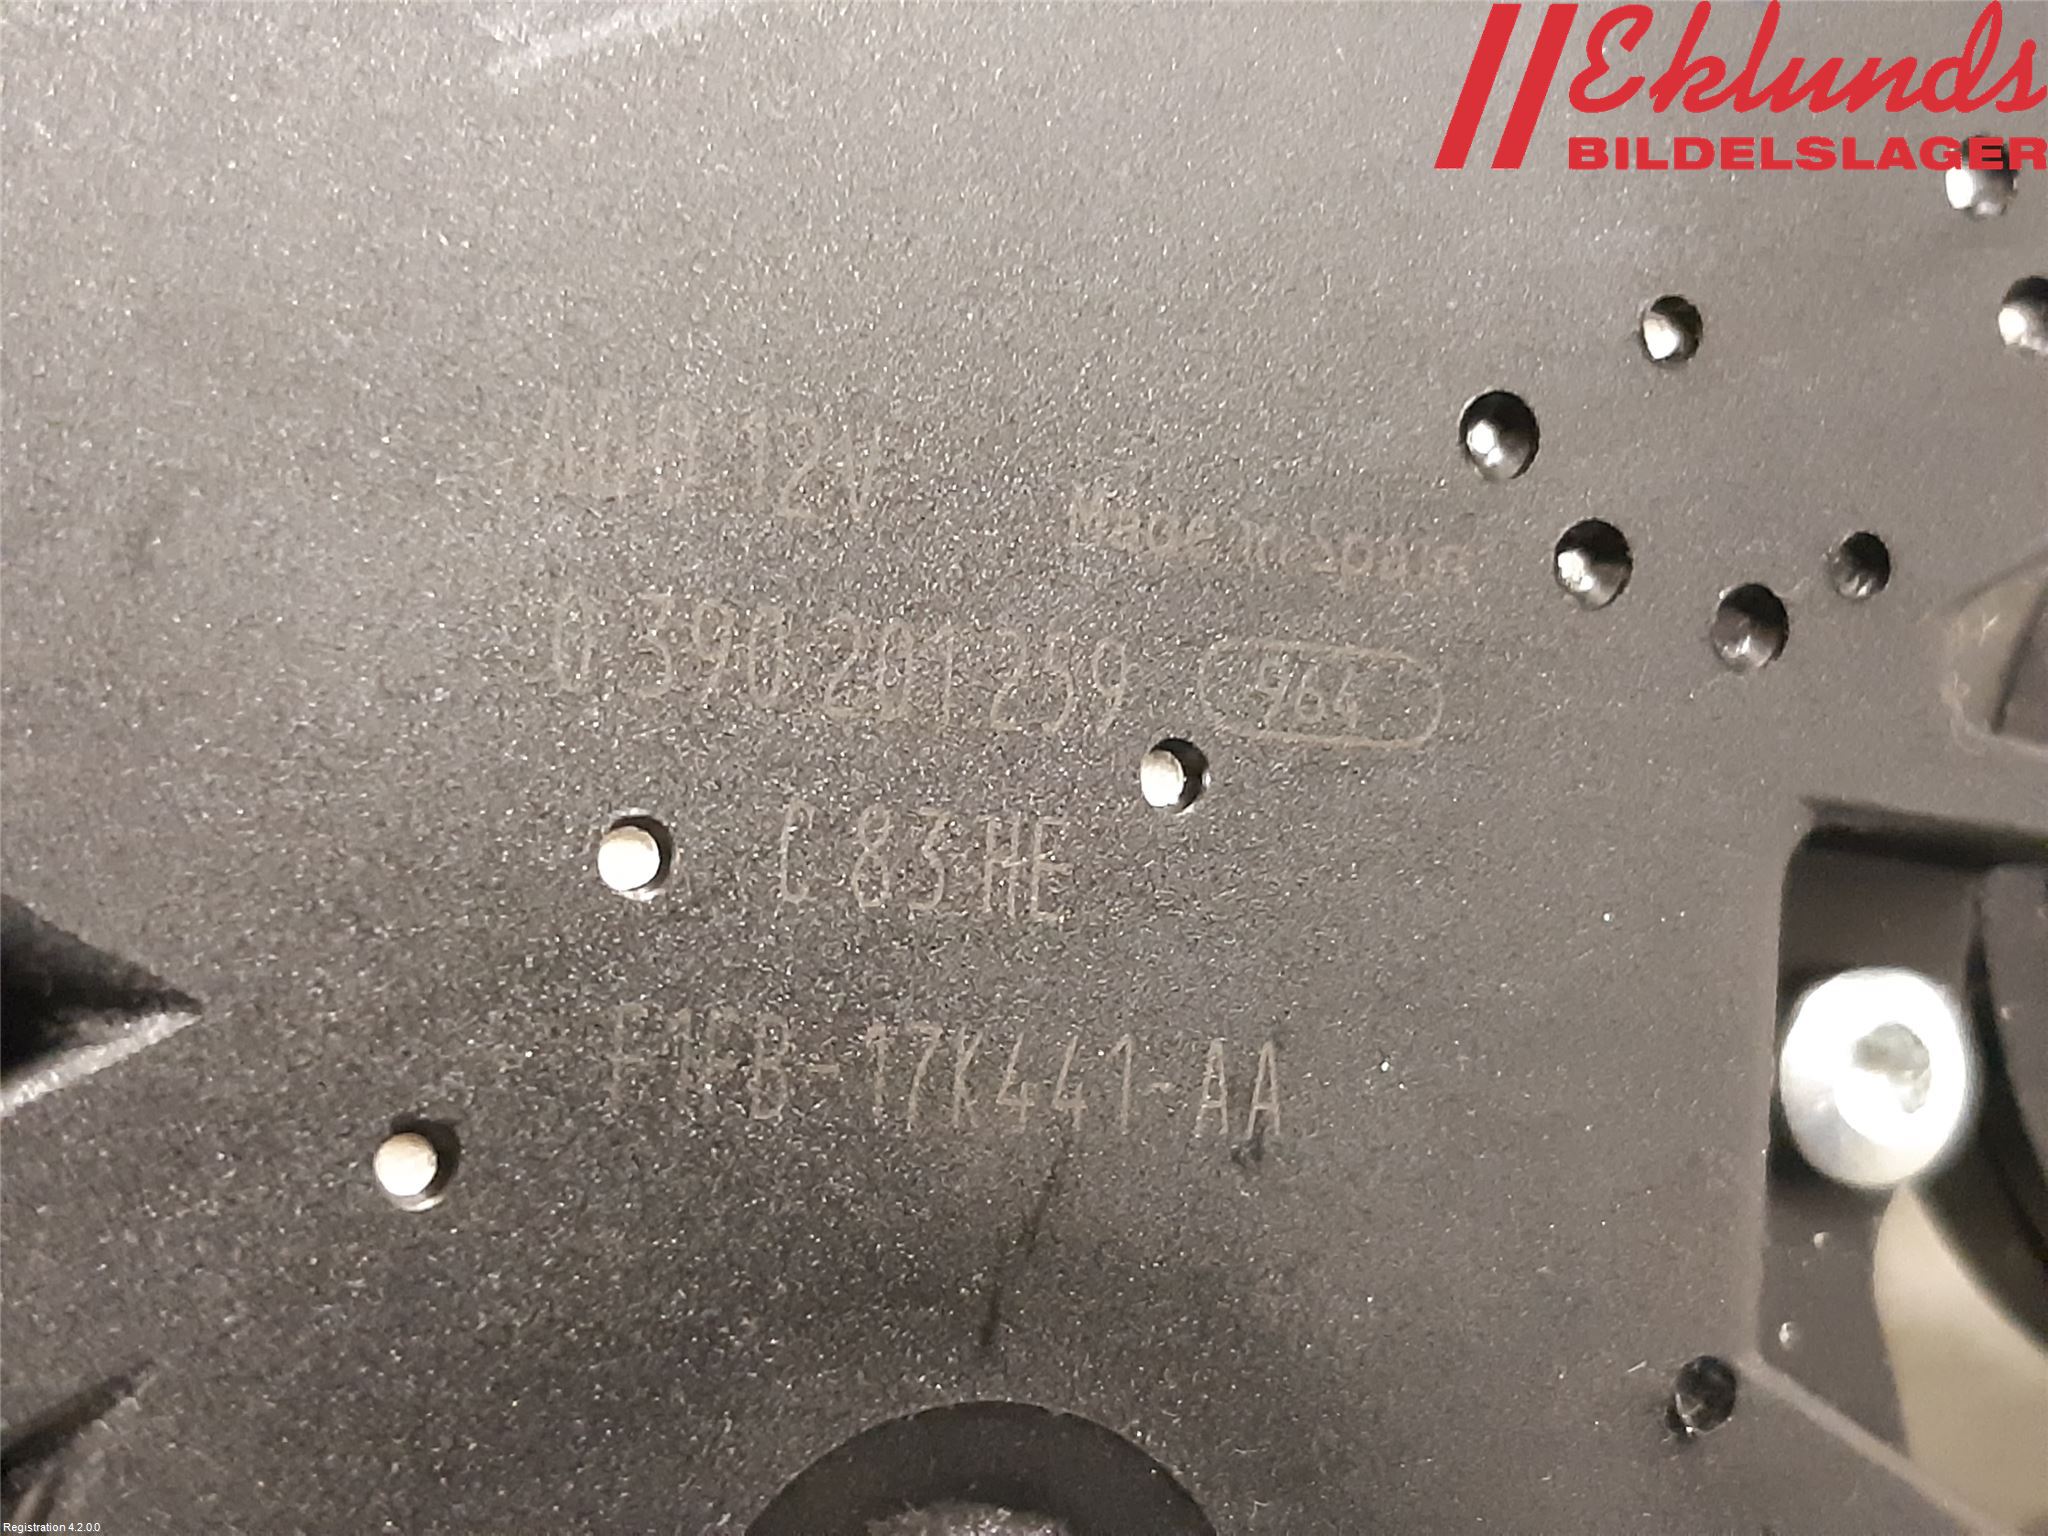 Eklunds
BILDELSLAGER
12V
Made in Spain
0 390 201 259 964
C 83 HE
F1FB-17K441-AA
Registration 4.2.0.0